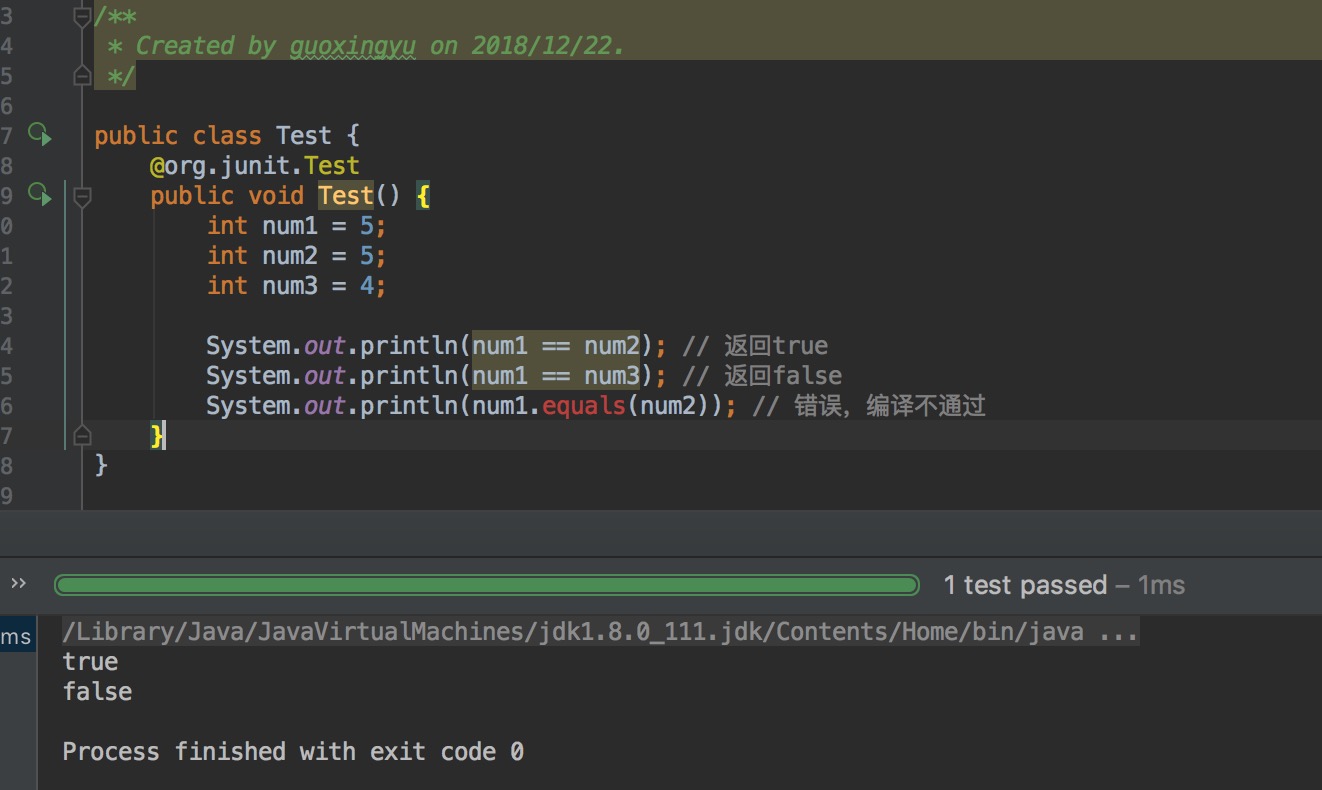 3 /**
4 * Created by guoxingyu on 2018/12/22.
5 */
6
7 public class Test {
8 @org.junit.Test
9 public void Test() {
0 int num1 = 5;
1 int num2 = 5;
2 int num3 = 4;
3
4 System.out.println(num1 == num2); // 返回true
5 System.out.println(num1 == num3); // 返回false
6 System.out.println(num1.equals(num2)); // 错误，编译不通过
7 }
8 }
9
» 1 test passed – 1ms
ms /Library/Java/JavaVirtualMachines/jdk1.8.0_111.jdk/Contents/Home/bin/java ...
true
false
Process finished with exit code 0